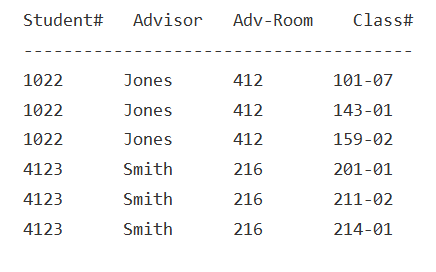 Student# Advisor Adv-Room Class#
---------------------------------------
1022 Jones 412 101-07
1022 Jones 412 143-01
1022 Jones 412 159-02
4123 Smith 216 201-01
4123 Smith 216 211-02
4123 Smith 216 214-01